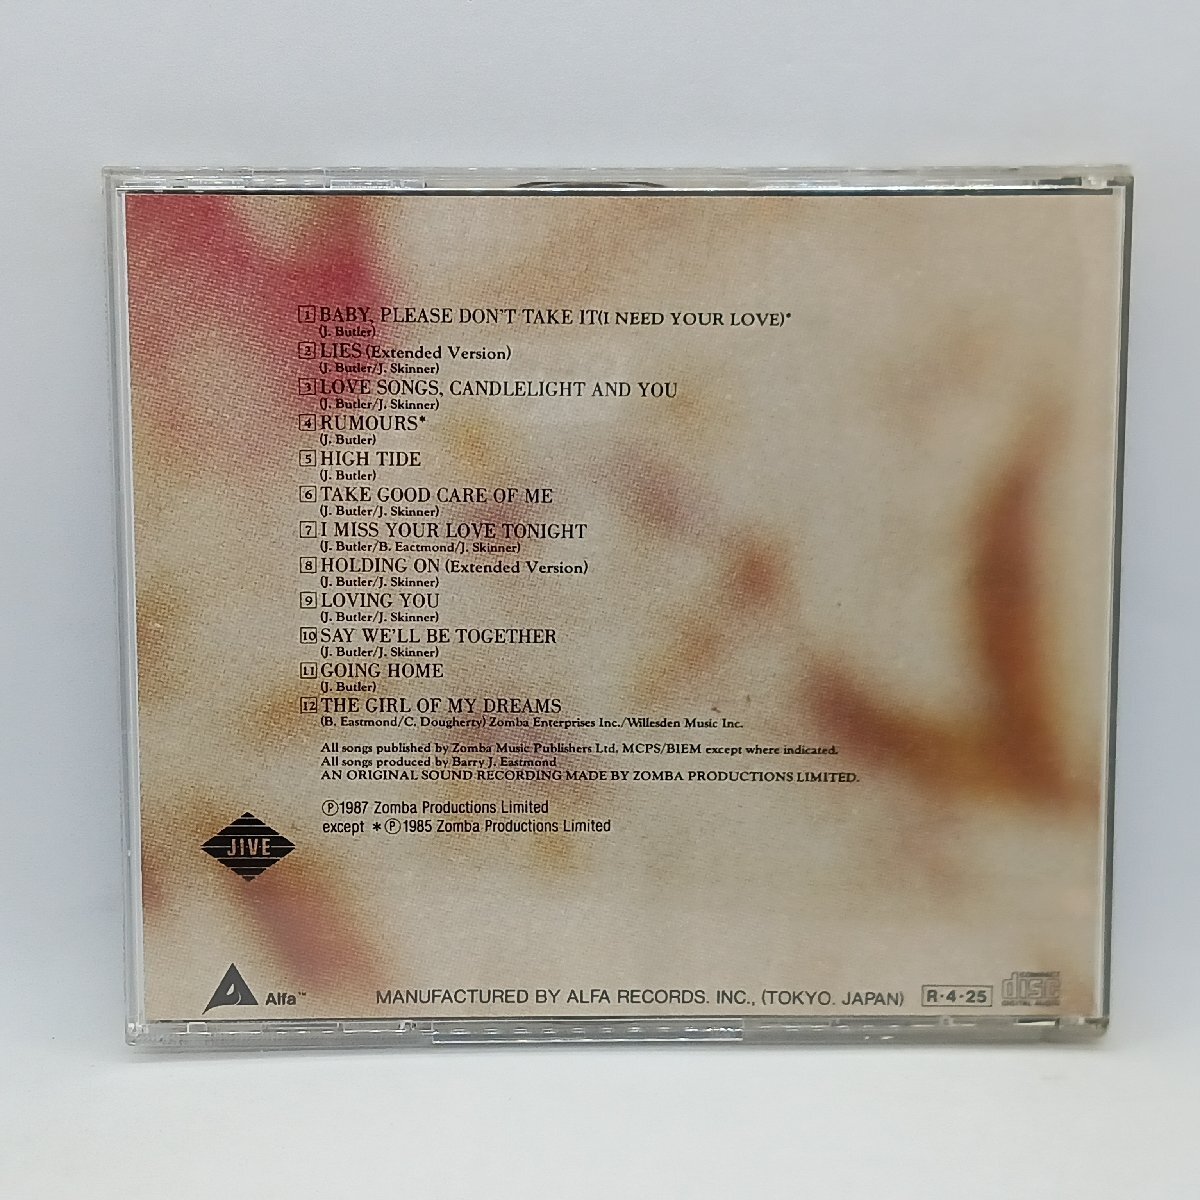 1 BABY, PLEASE DON'T TAKE IT(I NEED YOUR LOVE)*
(J. Butler)
2 LIES (Extended Version)
(J. Butler/J. Skinner)
3 LOVE SONGS, CANDLELIGHT AND YOU
(J. Butler/J. Skinner)
4 RUMOURS*
(J. Butler)
5 HIGH TIDE
(J. Butler)
6 TAKE GOOD CARE OF ME
(J. Butler/J. Skinner)
7 I MISS YOUR LOVE TONIGHT
(J. Butler/B. Eactmond/J. Skinner)
8 HOLDING ON (Extended Version)
(J. Butler/J. Skinner)
9 LOVING YOU
(J. Butler/J. Skinner)
10 SAY WE'LL BE TOGETHER
(J. Butler/J. Skinner)
11 GOING HOME
(J. Butler)
12 THE GIRL OF MY DREAMS
(B. Eastmond/C. Dougherty) Zomba Enterprises Inc./Willesden Music Inc.
All songs published by Zomba Music Publishers Ltd, MCPS/BIEM except where indicated.
All songs produced by Barry J. Eastmond
AN ORIGINAL SOUND RECORDING MADE BY ZOMBA PRODUCTIONS LIMITED.
℗1987 Zomba Productions Limited
except *℗1985 Zomba Productions Limited
JIVE
Alfa™
MANUFACTURED BY ALFA RECORDS. INC., (TOKYO. JAPAN)
R・4・25
COMPACT
disc
DIGITAL AUDIO